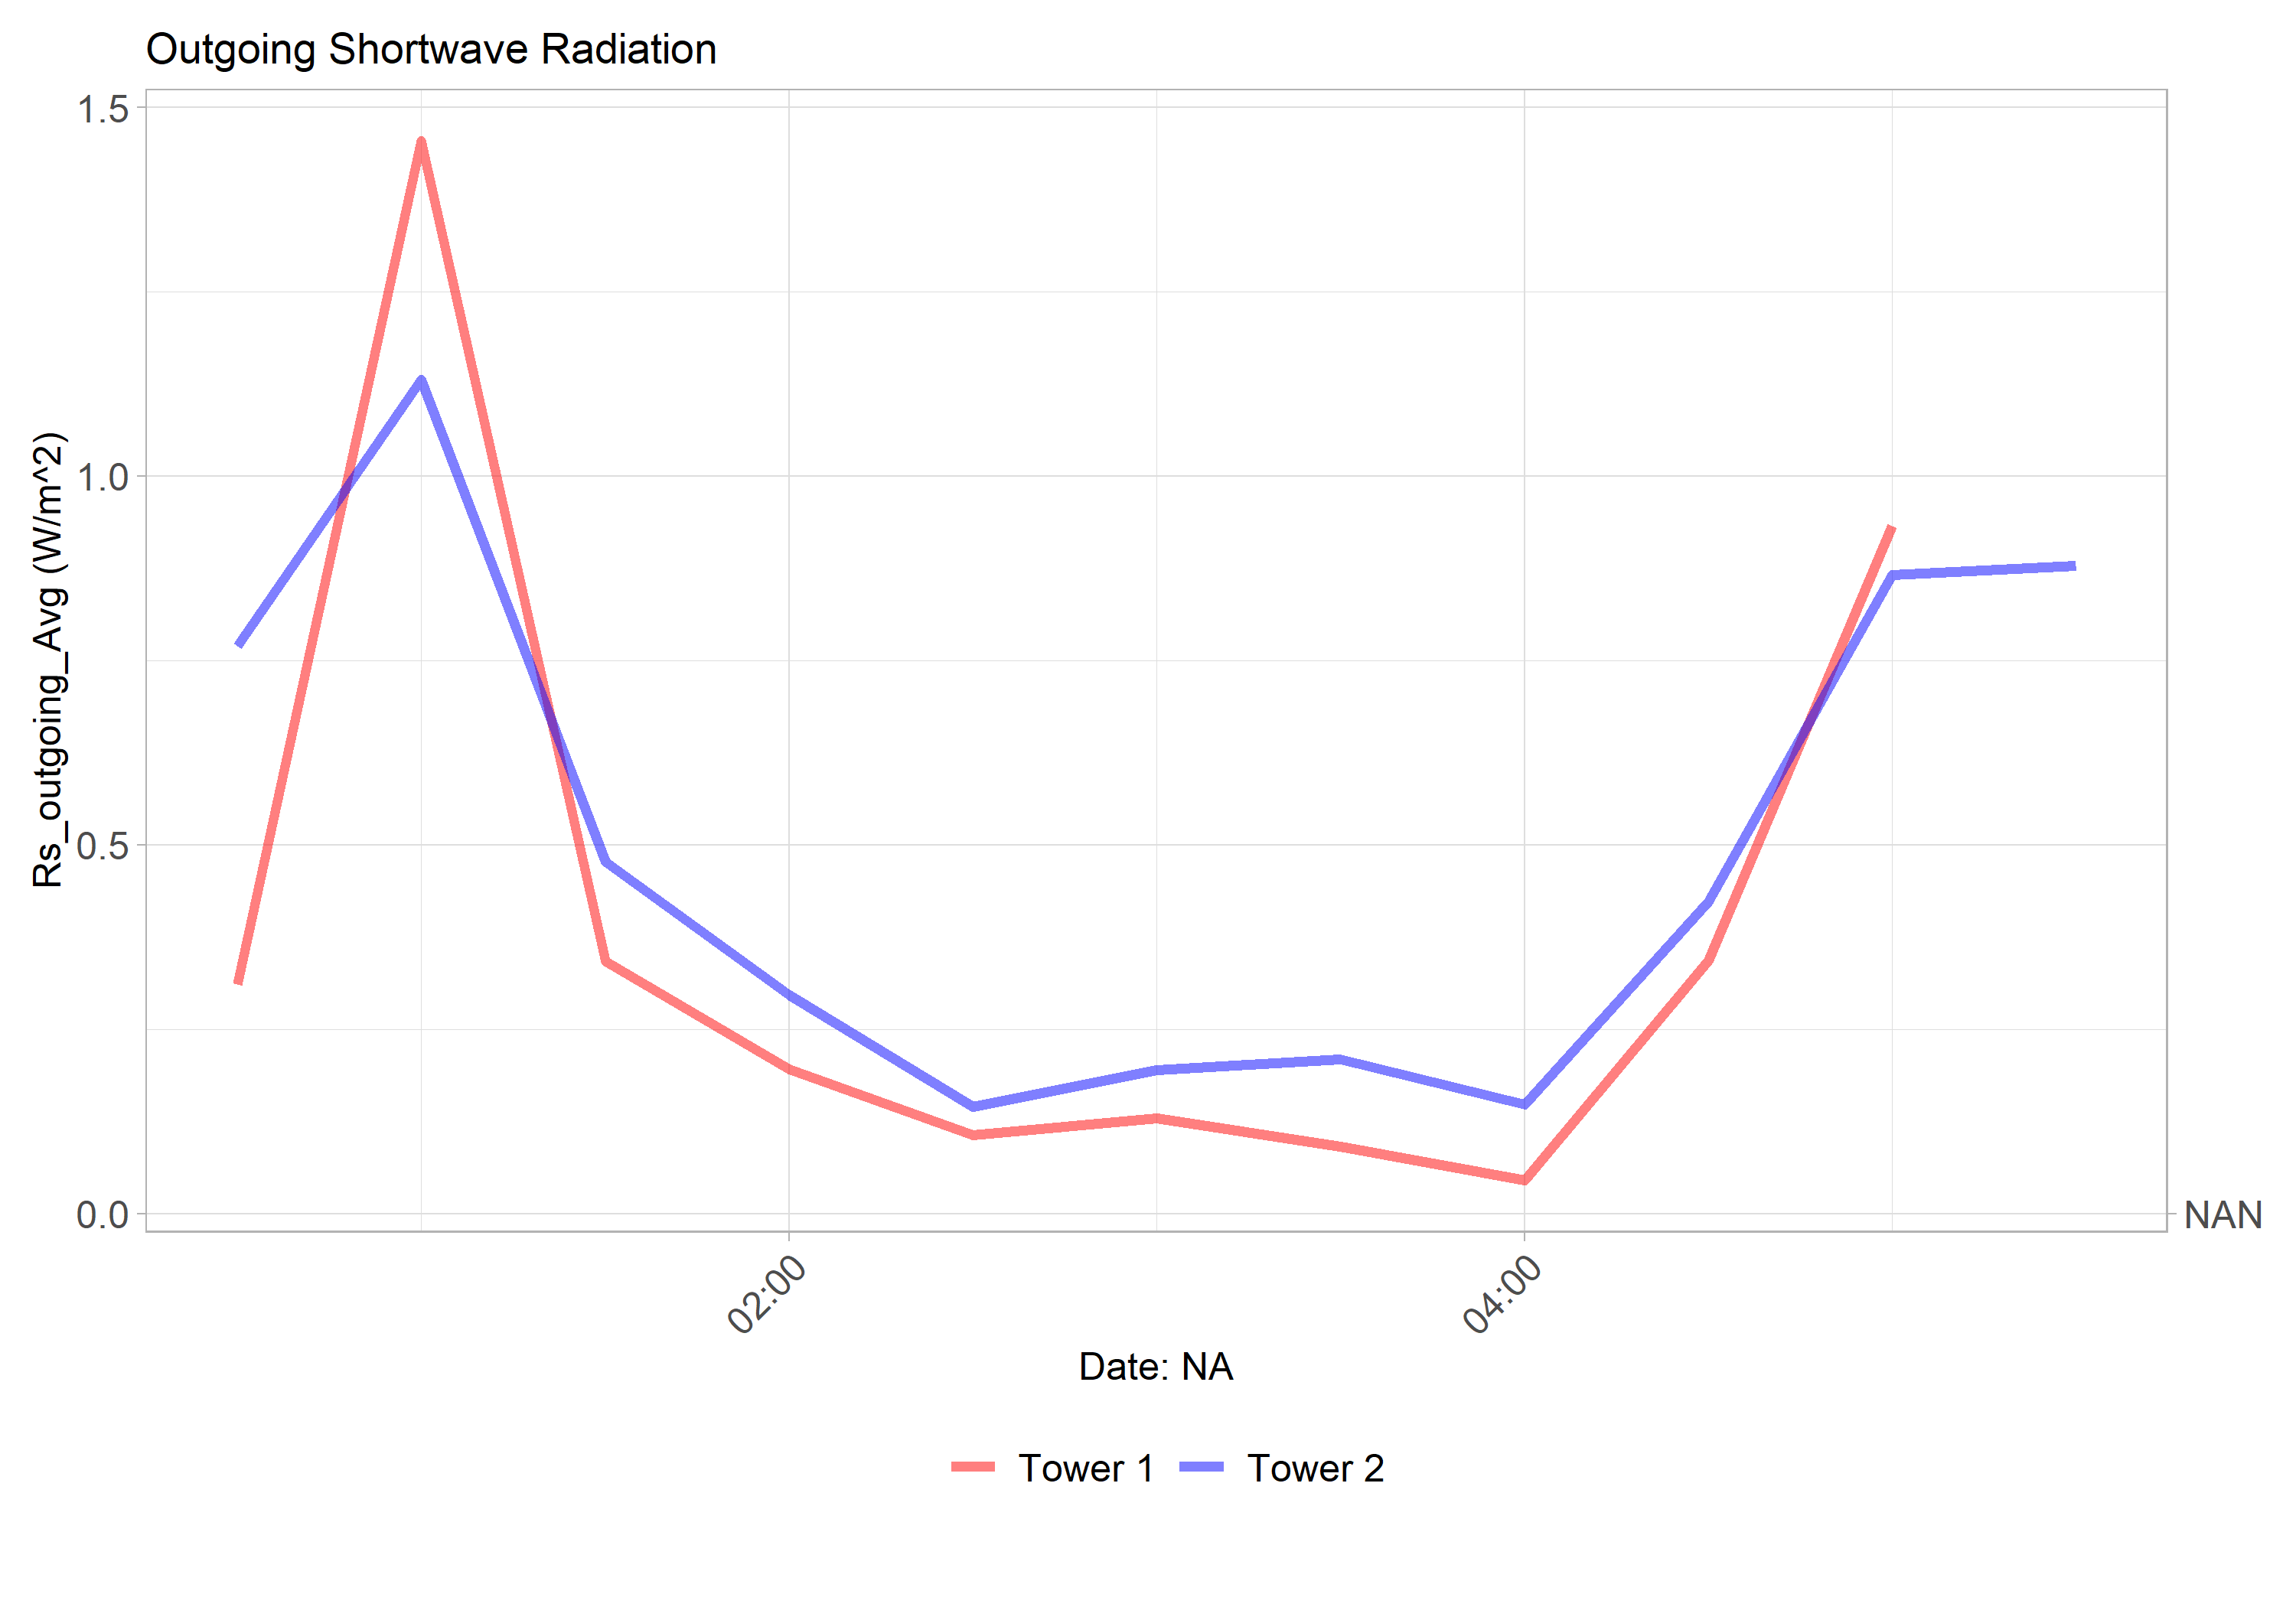 Outgoing Shortwave Radiation
Rs_outgoing_Avg (W/m^2)
1.5
1.0
0.5
0.0
NAN
02:00
04:00
Date: NA
Tower 1
Tower 2